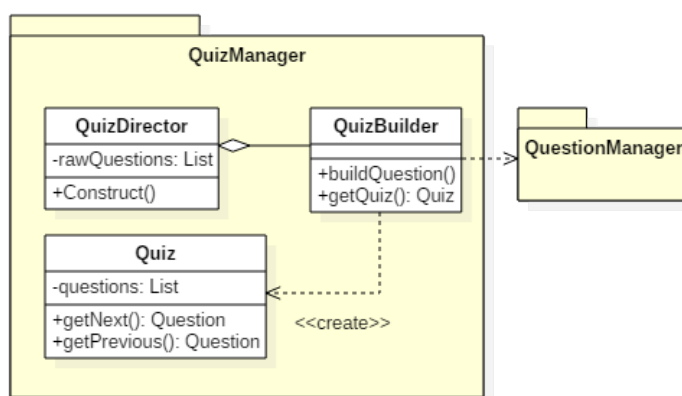 QuizManager
QuizDirector
-rawQuestions: List
+Construct()
QuizBuilder
+buildQuestion()
+getQuiz(): Quiz
QuestionManager
Quiz
-questions: List
+getNext(): Question
+getPrevious(): Question
<<create>>